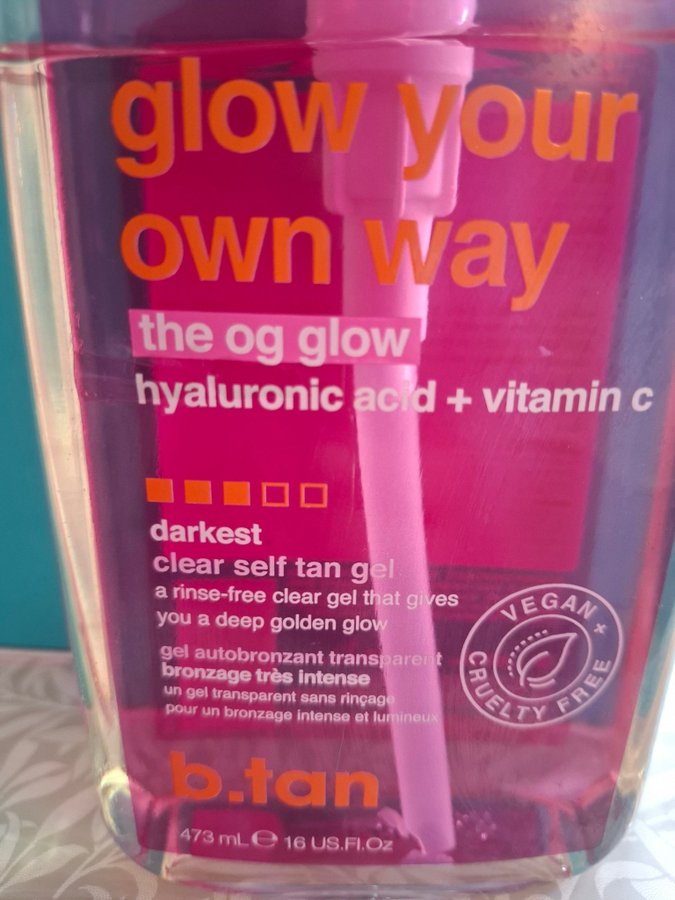 glow your
own way
the og glow
hyaluronic acid + vitamin c
darkest
clear self tan gel
a rinse-free clear gel that gives
you a deep golden glow
gel autobronzant transparent
bronzage très intense
un gel transparent sans rinçage
pour un bronzage intense et lumineux
VEGAN × CRUELTY FREE
b.tan
473 mL ℮ 16 US.Fl.Oz